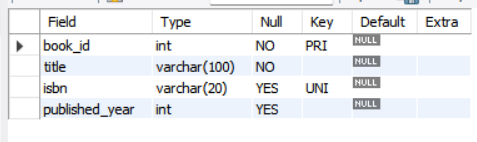 Field Type Null Key Default Extra
book_id int NO PRI NULL
title varchar(100) NO NULL
isbn varchar(20) YES UNI NULL
published_year int YES NULL